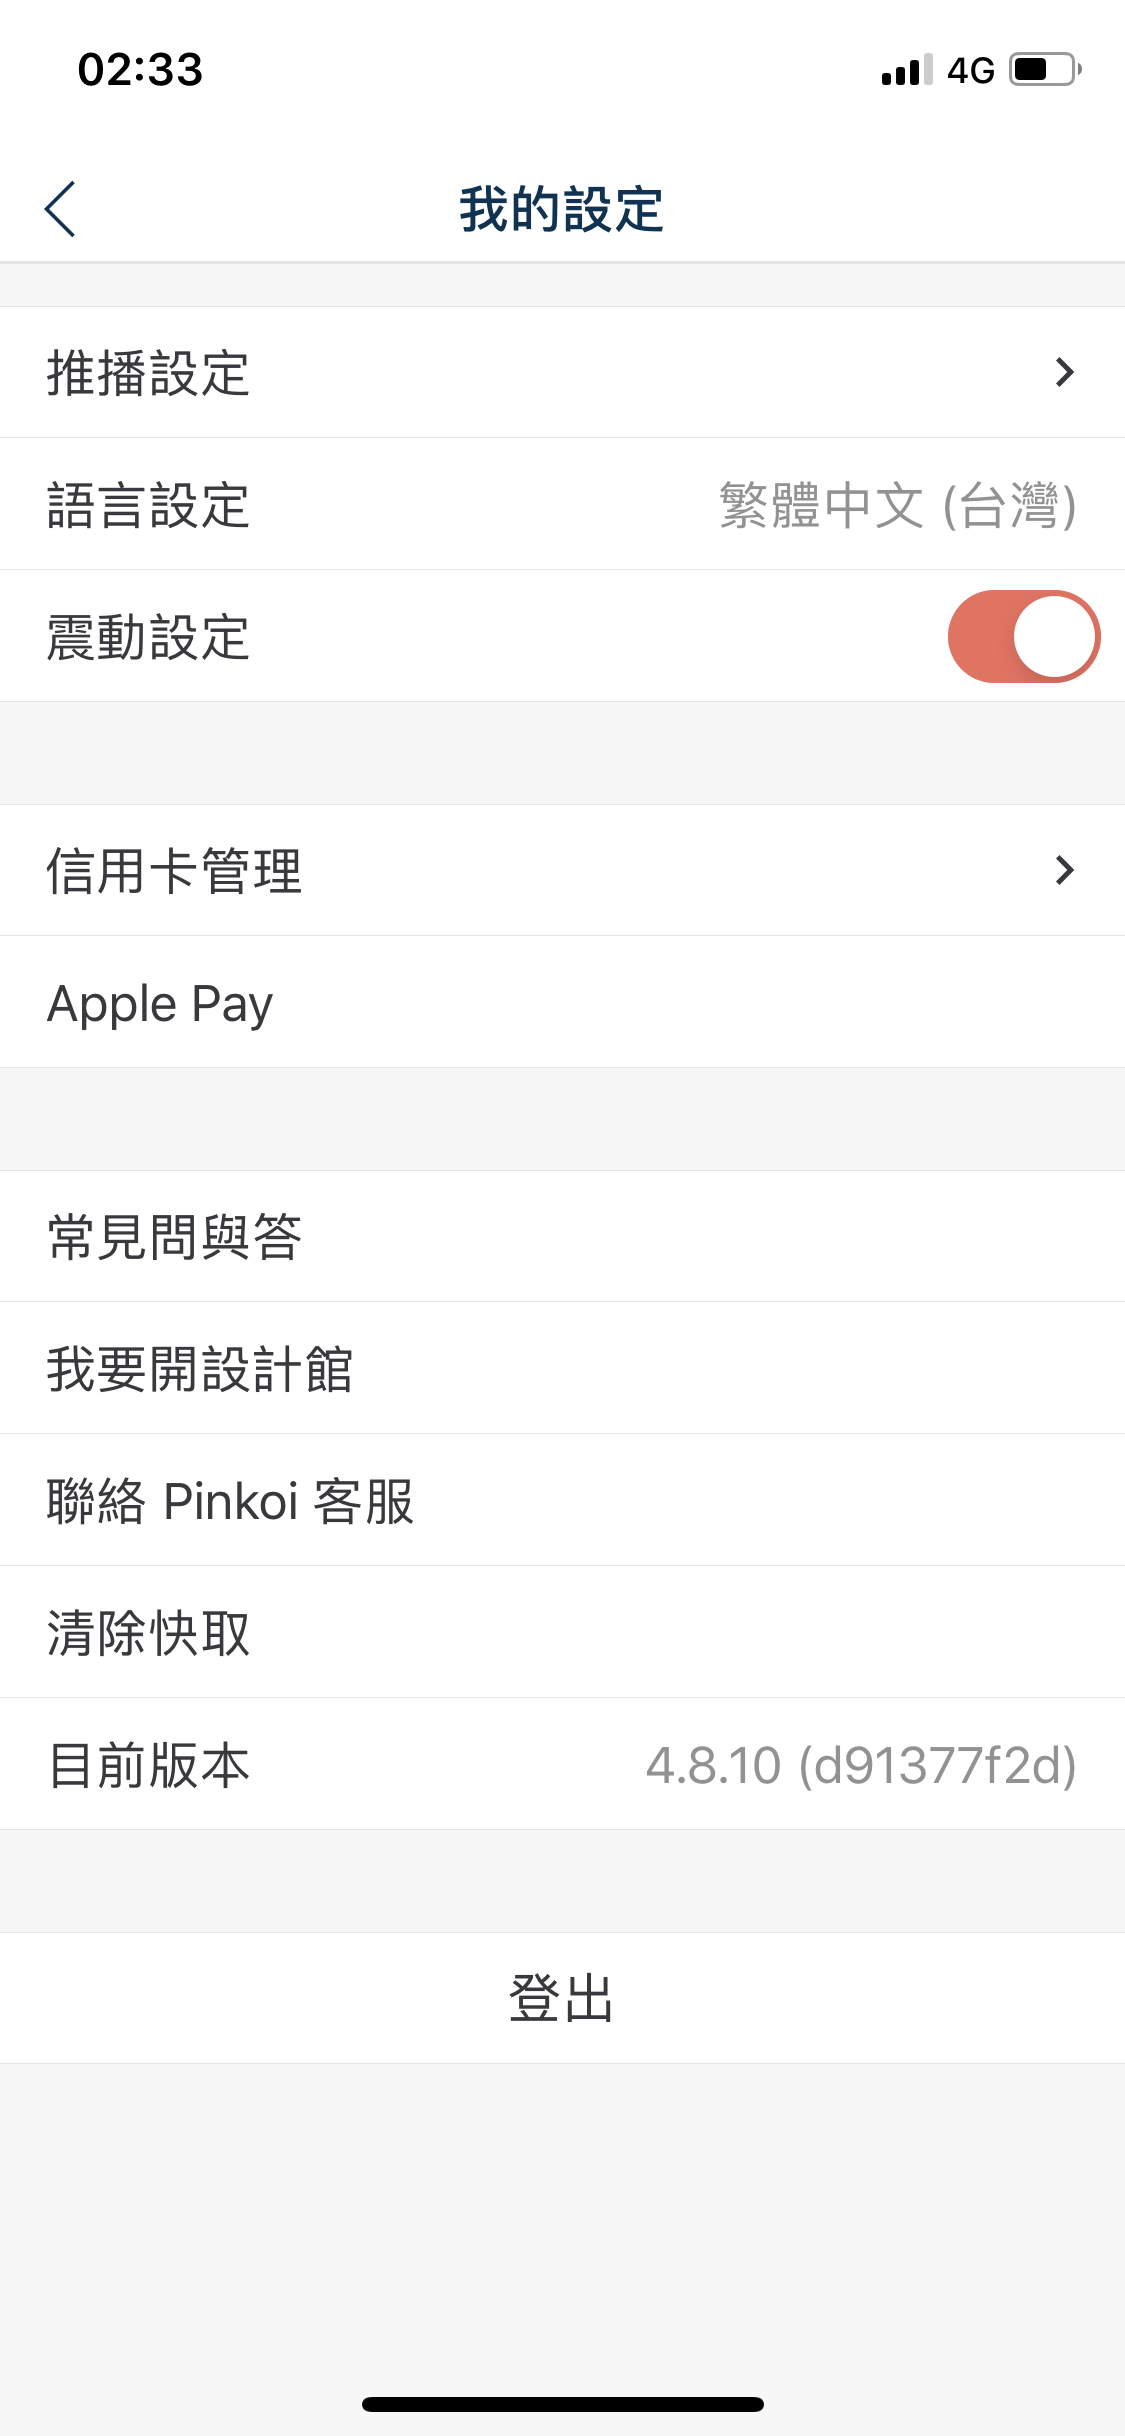 02:33
4G
我的設定
推播設定
語言設定
繁體中文 (台灣)
震動設定
信用卡管理
Apple Pay
常見問與答
我要開設計館
聯絡 Pinkoi 客服
清除快取
目前版本
4.8.10 (d91377f2d)
登出